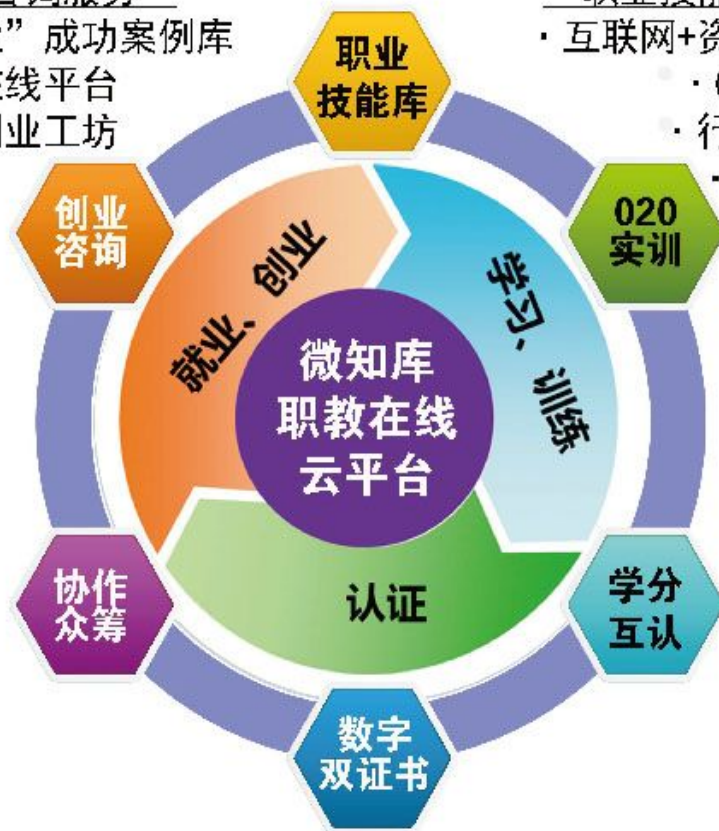 ”成功案例库
在线平台
业工坊
·互联网+资
职业
技能库
创业
咨询
020
实训
就业、创业
学习、训练
微知库
职教在线
云平台
认证
协作
众筹
学分
互认
数字
双证书